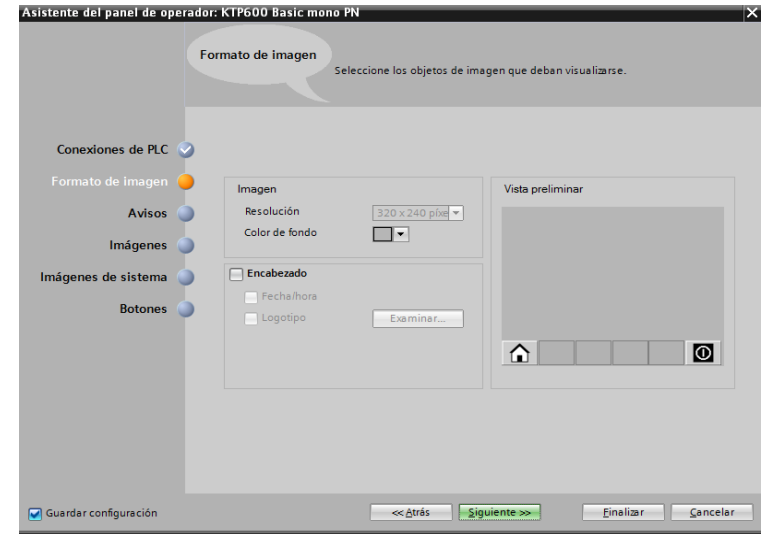 Asistente del panel de operador: KTP600 Basic mono PN
Formato de imagen
Seleccione los objetos de imagen que deban visualizarse.
Conexiones de PLC
Formato de imagen
Avisos
Imágenes
Imágenes de sistema
Botones
Imagen
Resolución
320 x 240 píxe
Color de fondo
Encabezado
Fecha/hora
Logotipo
Examinar...
Vista preliminar
Guardar configuración
<< Atrás
Siguiente >>
Finalizar
Cancelar